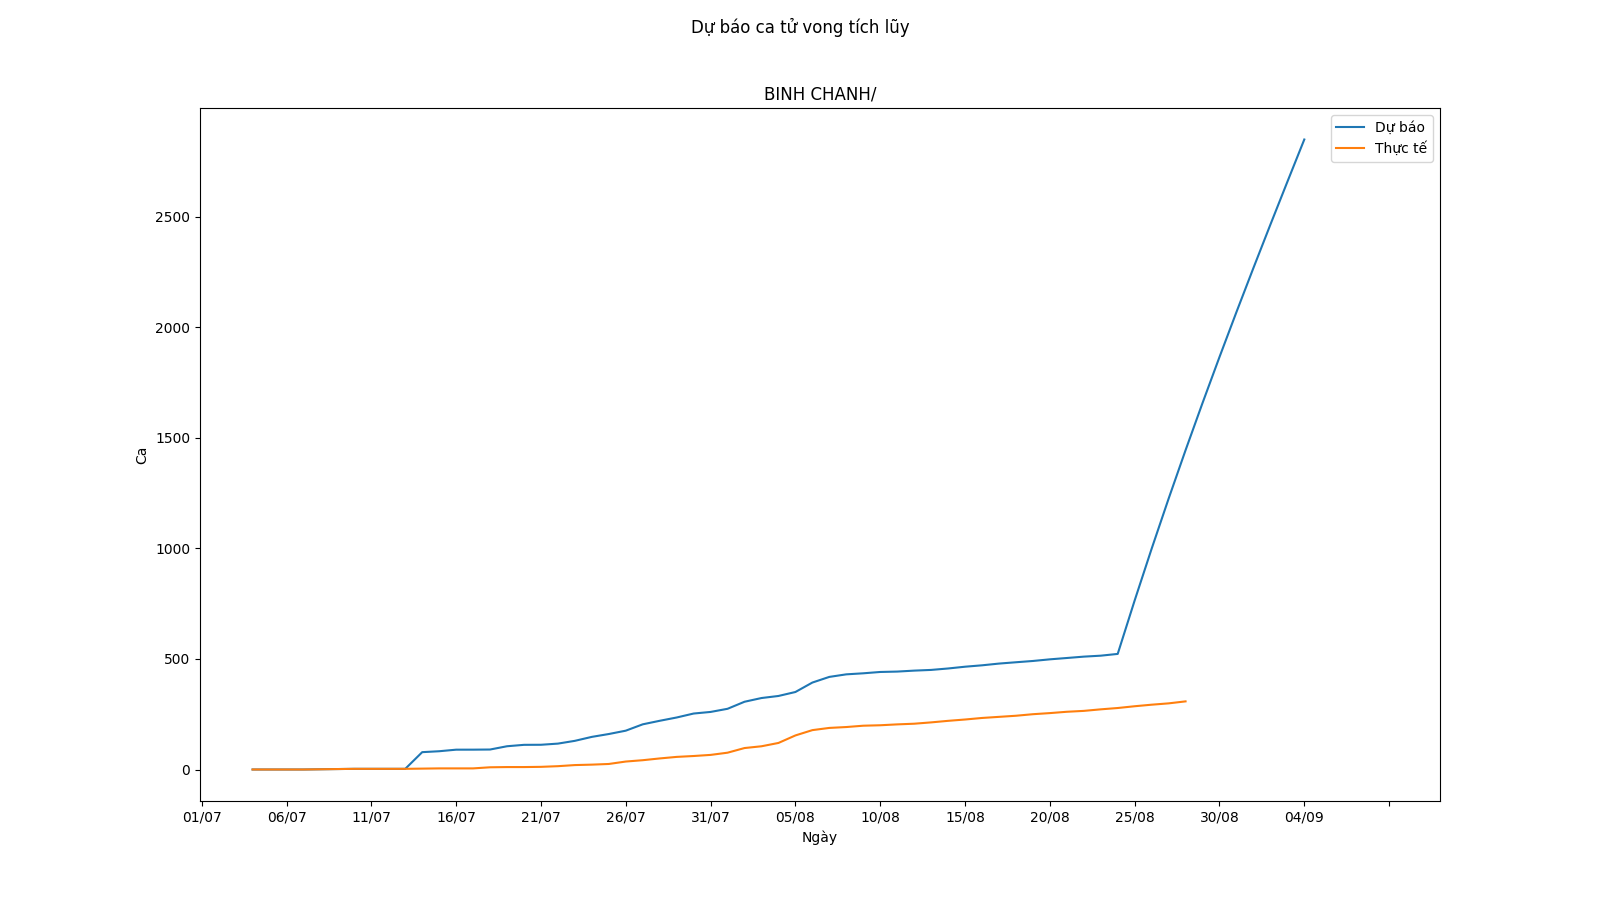 Dự báo ca tử vong tích lũy
BINH CHANH/
Dự báo
Thực tế
Ca
2500
2000
1500
1000
500
0
01/07 06/07 11/07 16/07 21/07 26/07 31/07 05/08 10/08 15/08 20/08 25/08 30/08 04/09
Ngày